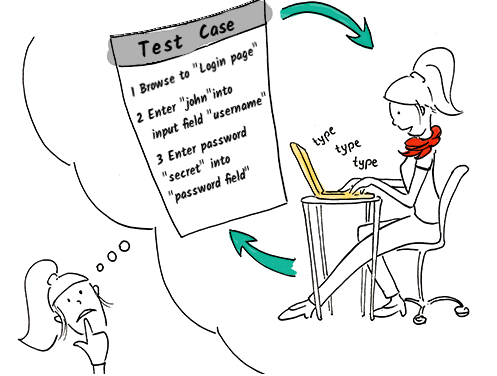 Test Case
1 Browse to "Login page"
2 Enter "john" into
input field "username"
3 Enter password
"secret" into
"password field"
type
type
type